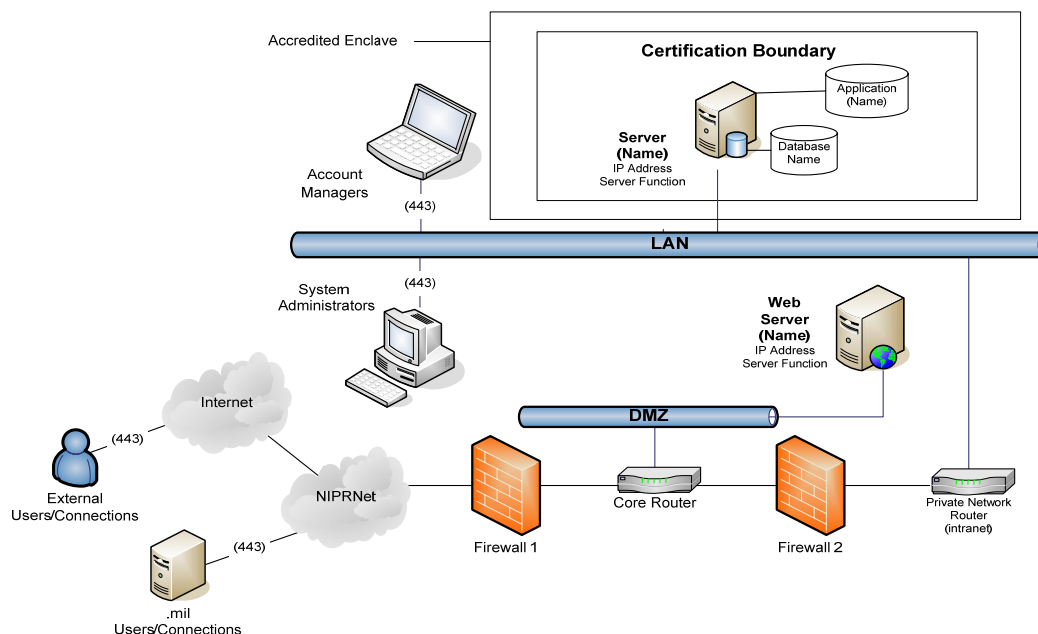 Accredited Enclave
Certification Boundary
Application
(Name)
Server
(Name)
IP Address
Server Function
Database
Name
Account
Managers
(443)
LAN
(443)
System
Administrators
Web
Server
(Name)
IP Address
Server Function
Internet
DMZ
(443)
External
Users/Connections
NIPRNet
Core Router
Private Network
Router
(intranet)
Firewall 1
Firewall 2
(443)
.mil
Users/Connections